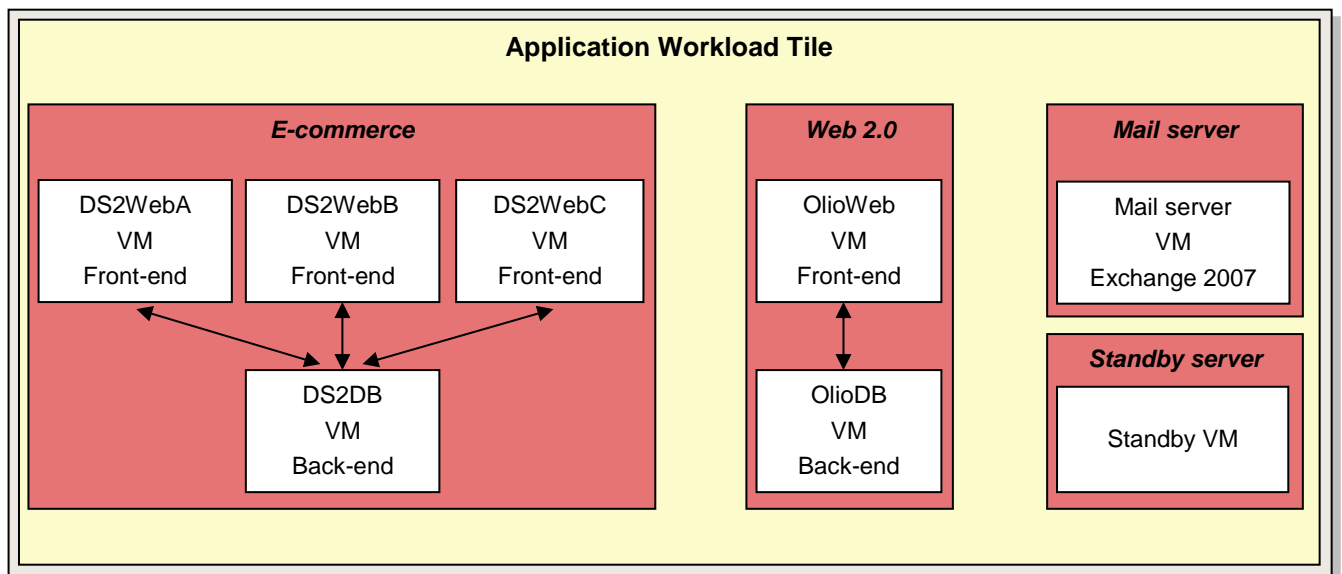 Application Workload Tile
E-commerce
DS2WebA
VM
Front-end
DS2WebB
VM
Front-end
DS2WebC
VM
Front-end
DS2DB
VM
Back-end
Web 2.0
OlioWeb
VM
Front-end
OlioDB
VM
Back-end
Mail server
Mail server
VM
Exchange 2007
Standby server
Standby VM